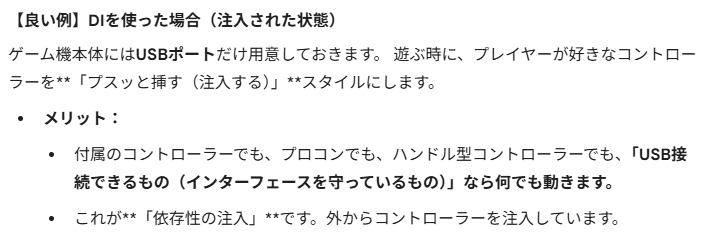 【良い例】DIを使った場合（注入された状態）
ゲーム機本体にはUSBポートだけ用意しておきます。 遊ぶ時に、プレイヤーが好きなコントロー
ラーを**「プスッと挿す（注入する）」**スタイルにします。
• メリット：
• 付属のコントローラーでも、プロコンでも、ハンドル型コントローラーでも、「USB接
続できるもの（インターフェースを守っているもの）」なら何でも動きます。
• これが**「依存性の注入」**です。外からコントローラーを注入しています。